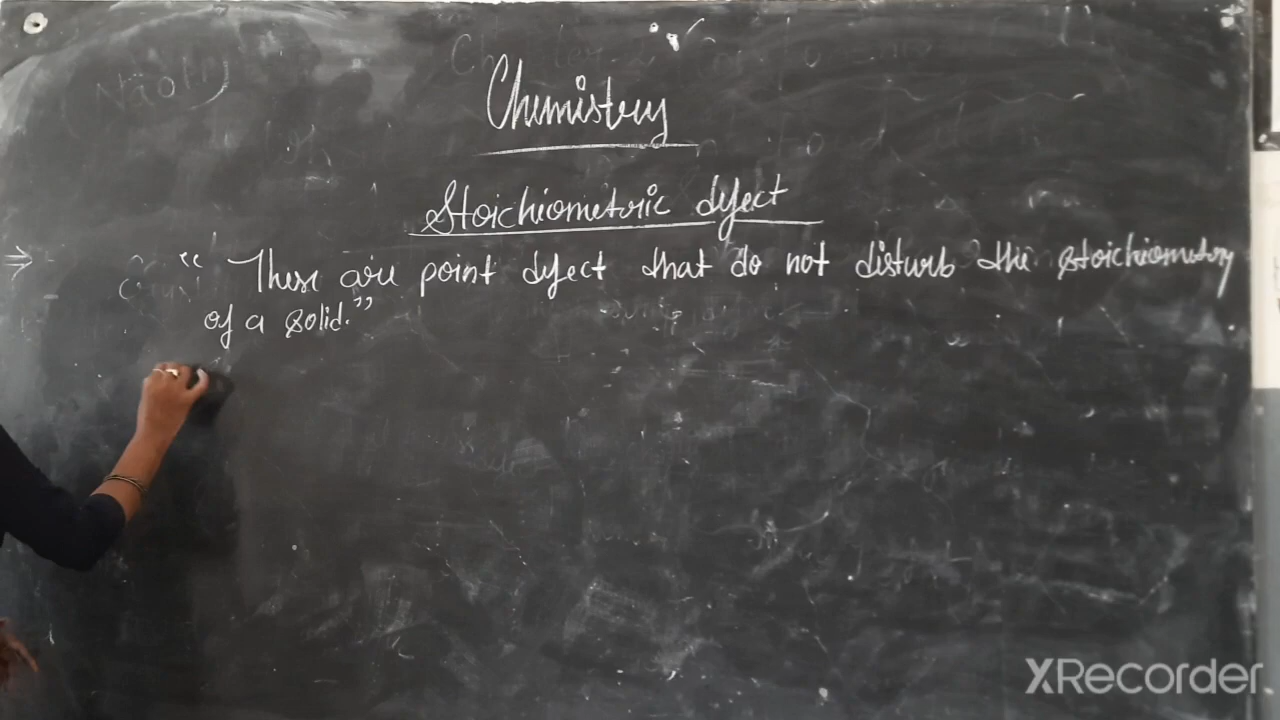 Chemistry
Stoichiometric defect
⇒ “ These are point defect that do not disturb the stoichiometry
of a solid.”
XRecorder